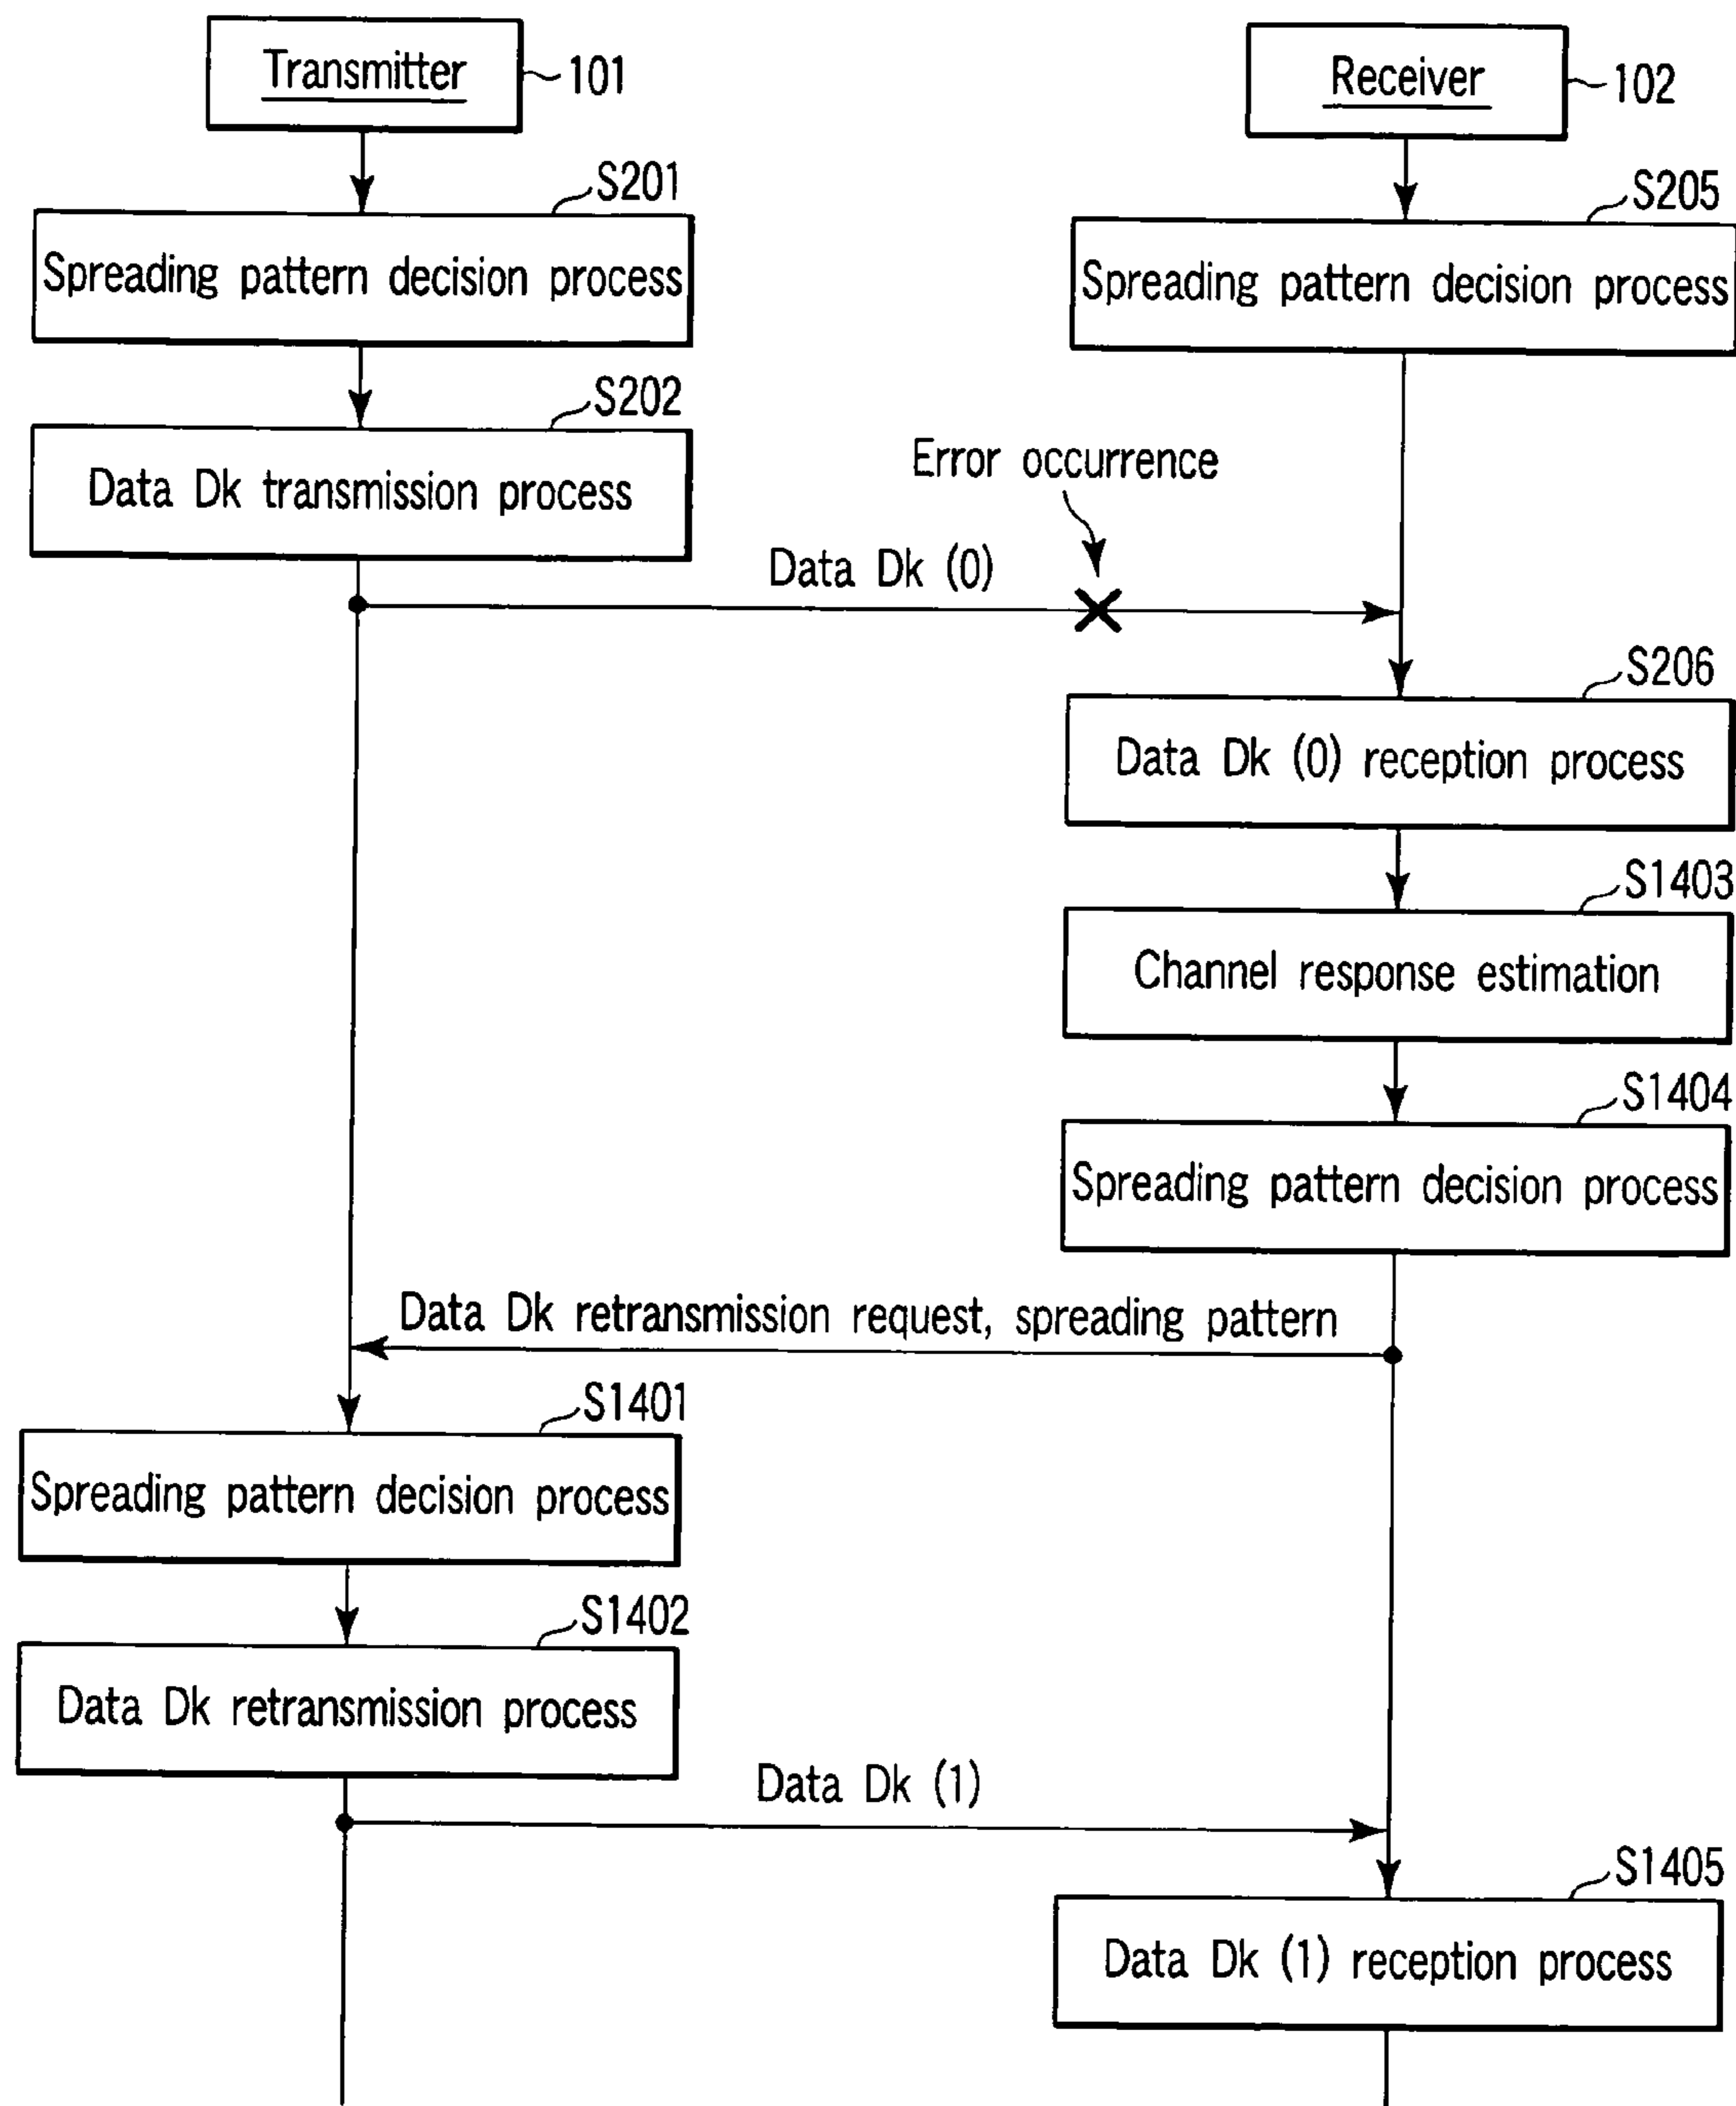 Transmitter
101
Receiver
102
S201
Spreading pattern decision process
S205
Spreading pattern decision process
S202
Data Dk transmission process
Error occurrence
Data Dk (0)
S206
Data Dk (0) reception process
S1403
Channel response estimation
S1404
Spreading pattern decision process
Data Dk retransmission request, spreading pattern
S1401
Spreading pattern decision process
S1402
Data Dk retransmission process
Data Dk (1)
S1405
Data Dk (1) reception process